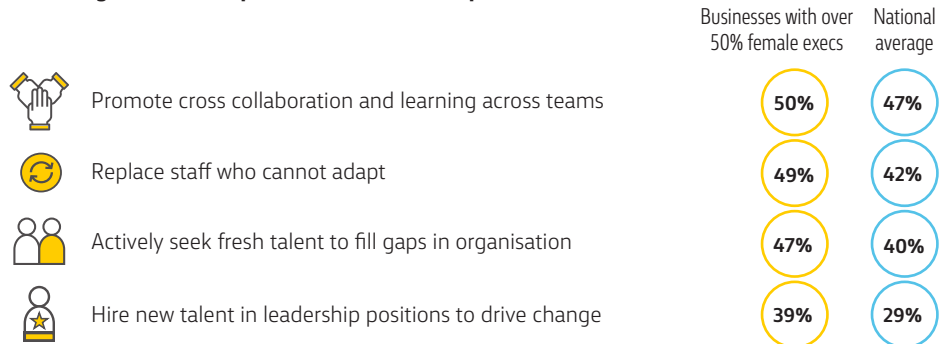 Businesses with over National
50% female execs average
Promote cross collaboration and learning across teams 50% 47%
Replace staff who cannot adapt 49% 42%
Actively seek fresh talent to fill gaps in organisation 47% 40%
Hire new talent in leadership positions to drive change 39% 29%